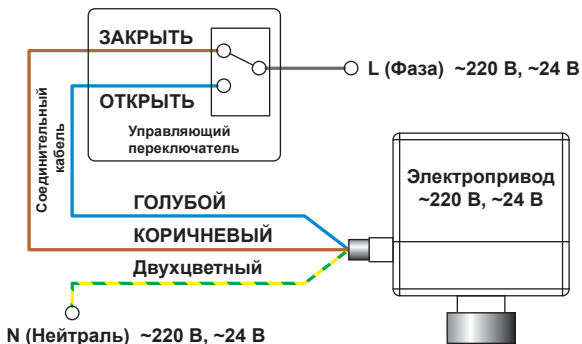 ЗАКРЫТЬ
L (Фаза) ~220 В, ~24 В
ОТКРЫТЬ
Управляющий
переключатель
Соединительный
кабель
Электропривод
~220 В, ~24 В
ГОЛУБОЙ
КОРИЧНЕВЫЙ
Двухцветный
N (Нейтраль) ~220 В, ~24 В